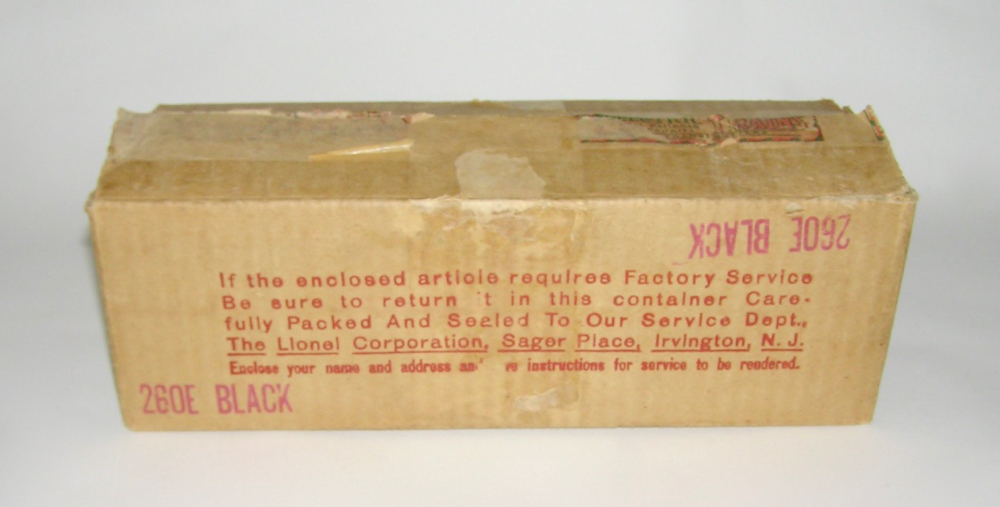 260E BLACK
If the enclosed article requires Factory Service
Be sure to return t in this container Care-
fully Packed And Sealed To Our Service Dept.,
The Lionel Corporation, Sager Place, Irvington, N. J.
Enclose your name and address an ve instructions for service to be rendered.
260E BLACK